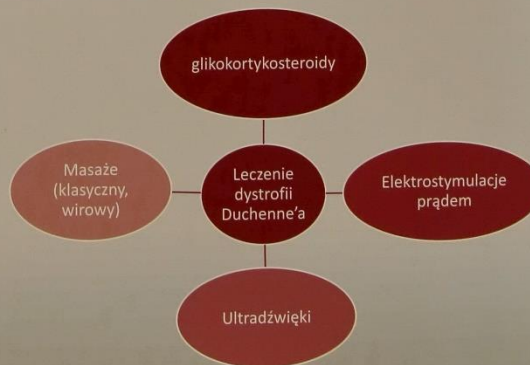 glikokortykosteroidy
Masaże
(klasyczny,
wirowy)
Leczenie
dystrofii
Duchenne'a
Elektrostymulacje
prądem
Ultradźwięki